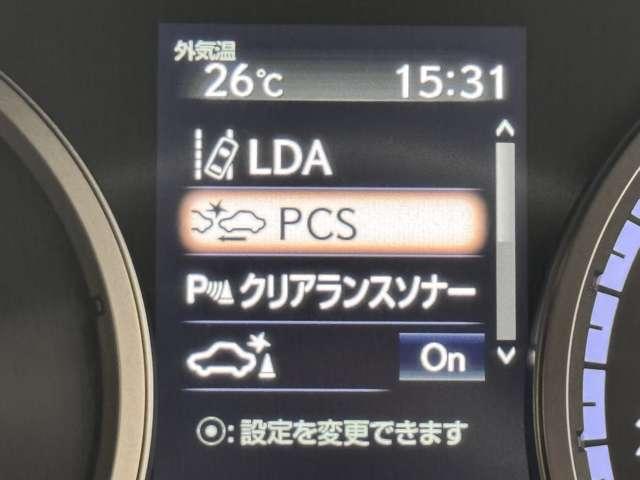 外気温
26℃ 15:31
LDA
PCS
P クリアランスソナー
On
⦿:設定を変更できます